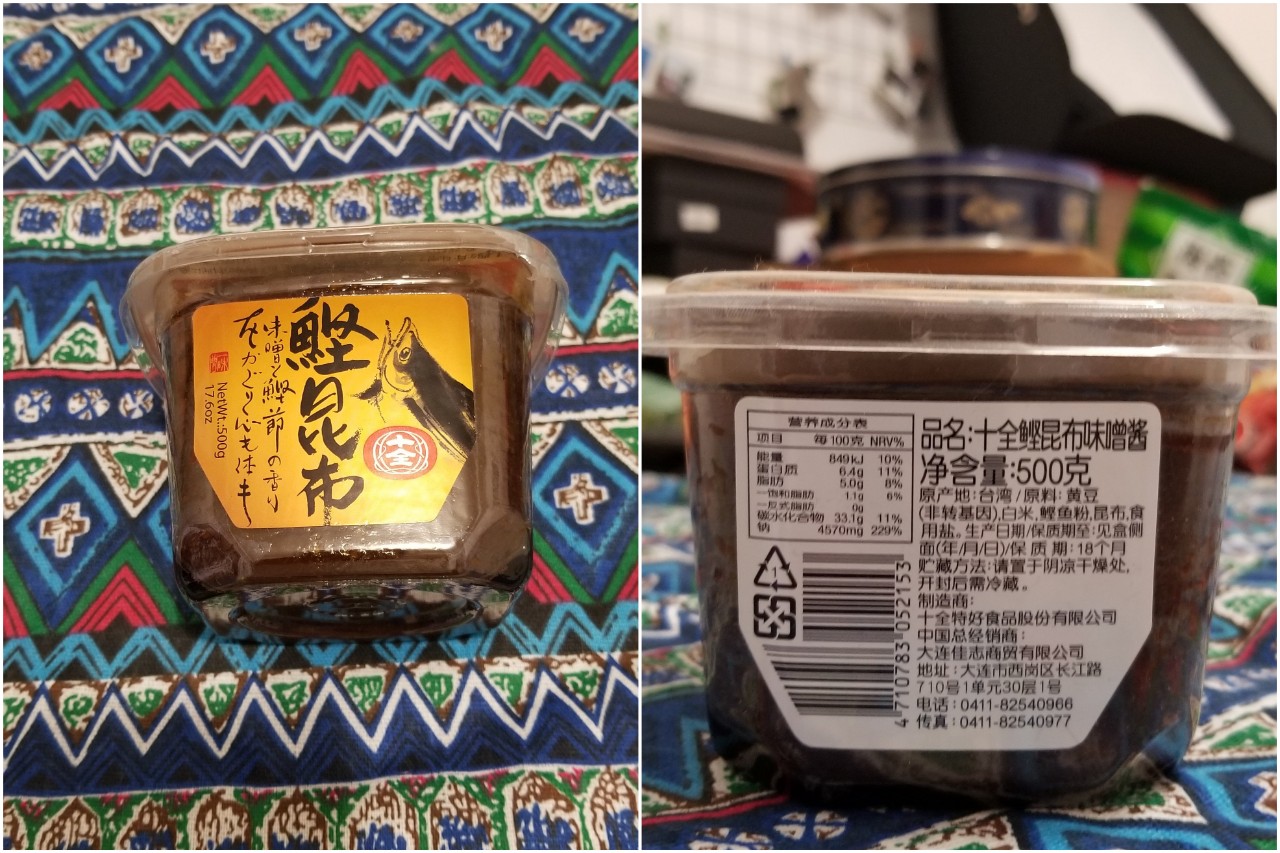 鰹昆布
味噌と鰹節の香り
NetWt.500g
17.6oz
十全
营养成分表
项目 每100克 NRV%
能量 849kJ 10%
蛋白质 6.4g 11%
脂肪 5.0g 8%
—饱和脂肪 1.1g 6%
—反式脂肪 0g
碳水化合物 33.1g 11%
钠 4570mg 229%
4 710783 052153
品名:十全鲣昆布味噌酱
净含量:500克
原产地:台湾/原料:黄豆
(非转基因),白米,鲣鱼粉,昆布,食
用盐。生产日期/保质期至:见盒侧
面(年/月/日)/保质期:18个月
贮藏方法:请置于阴凉干燥处,
开封后需冷藏。
制造商:
十全特好食品股份有限公司
中国总经销商:
大连佳志商贸有限公司
地址:大连市西岗区长江路
710号1单元30层1号
电话:0411-82540966
传真:0411-82540977